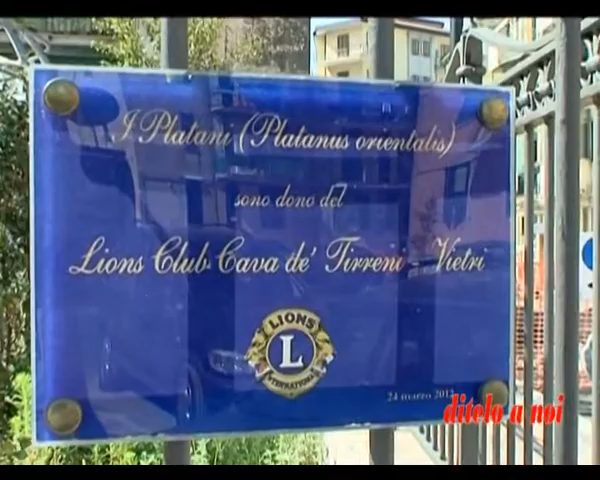 I Platani (Platanus orientalis)
sono dono del
Lions Club Cava de' Tirreni - Vietri
LIONS
L
INTERNATIONAL
24 marzo 2012
ditelo a noi